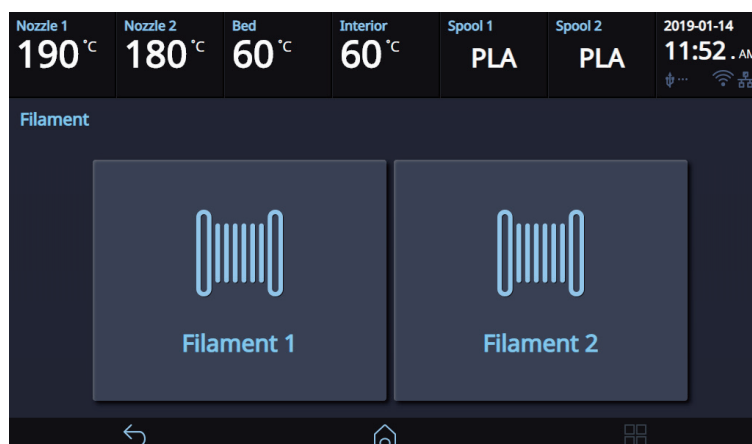 Nozzle 1
190 °C
Nozzle 2
180 °C
Bed
60 °C
Interior
60 °C
Spool 1
PLA
Spool 2
PLA
2019-01-14
11:52 . AM
Filament
Filament 1
Filament 2